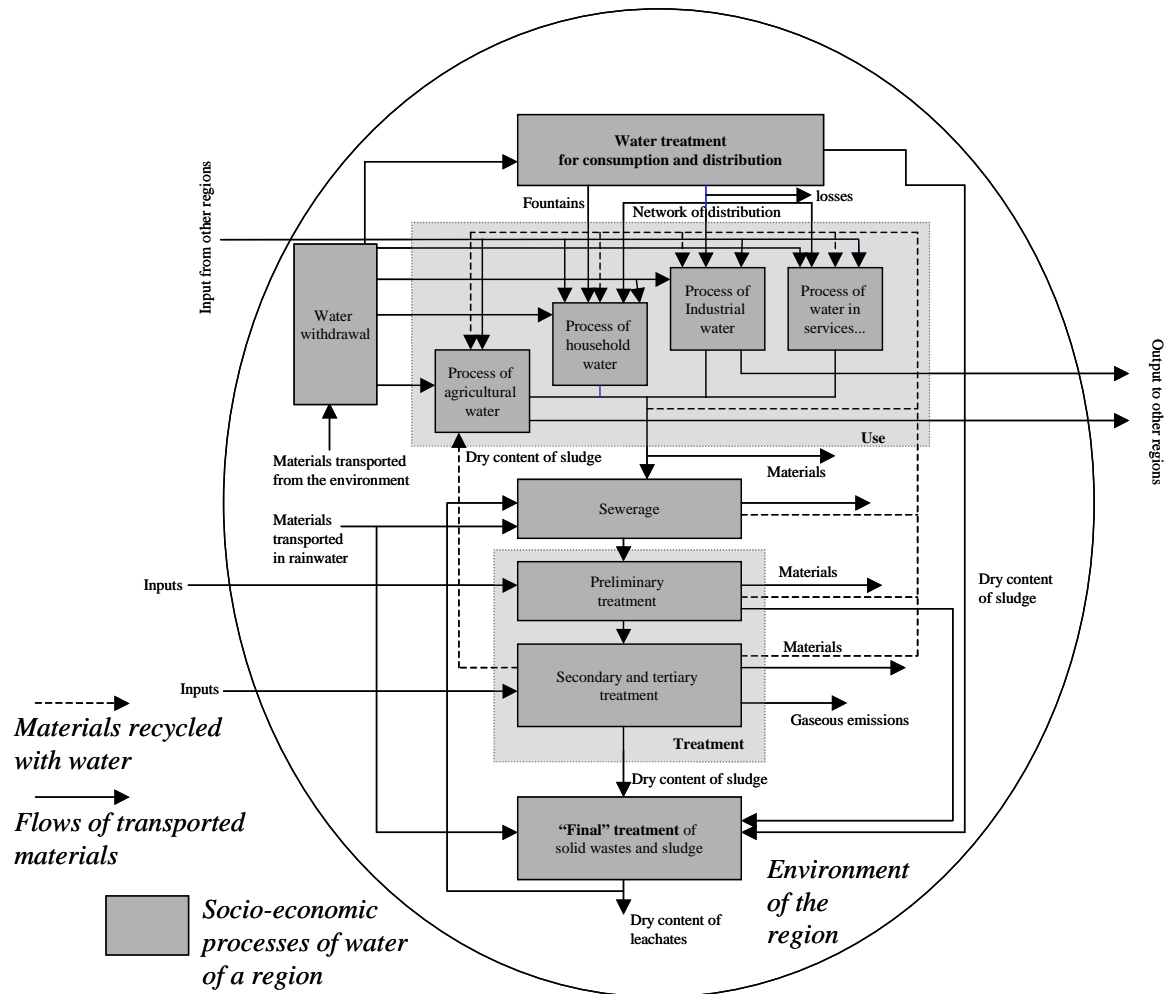 Water treatment
for consumption and distribution
Input from other regions
Fountains
losses
Network of distribution
Water
withdrawal
Process of
household
water
Process of
Industrial
water
Process of
water in
services...
Process of
agricultural
water
Output to other regions
Use
Materials transported
from the environment
Dry content of sludge
Materials
Sewerage
Materials
transported
in rainwater
Inputs
Preliminary
treatment
Materials
Dry content
of sludge
Secondary and tertiary
treatment
Materials
Inputs
Gaseous emissions
Treatment
Materials recycled
with water
Dry content of sludge
Flows of transported
materials
“Final” treatment of
solid wastes and sludge
Environment
of the
region
Dry content of
leachates
Socio-economic
processes of water
of a region